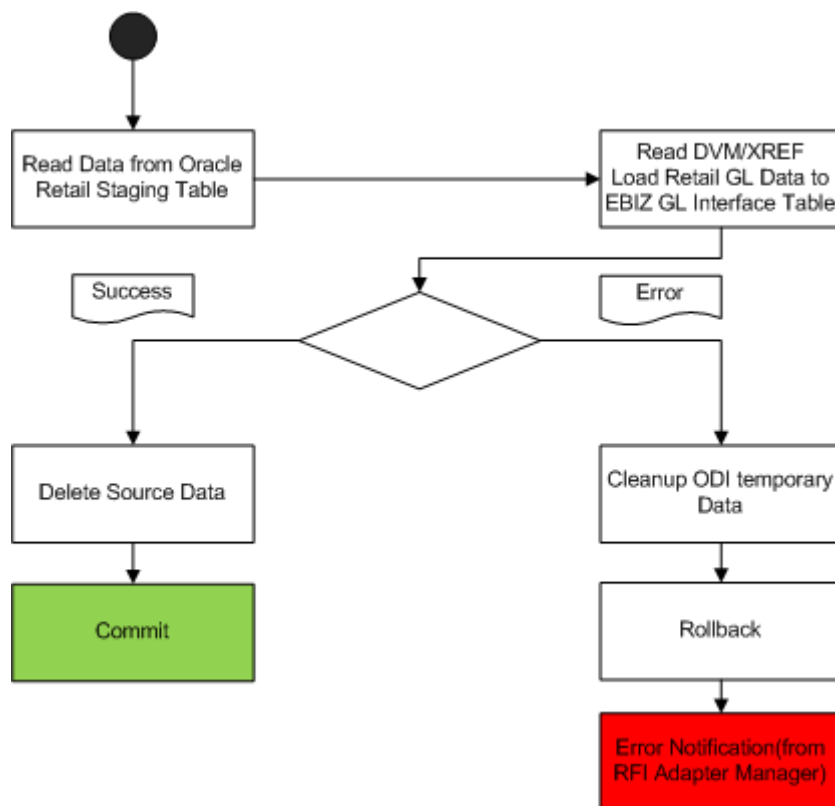 Read Data from Oracle
Retail Staging Table
Read DVM/XREF
Load Retail GL Data to
EBIZ GL Interface Table
Success
Error
Delete Source Data
Cleanup ODI temporary
Data
Commit
Rollback
Error Notification(from
RFI Adapter Manager)